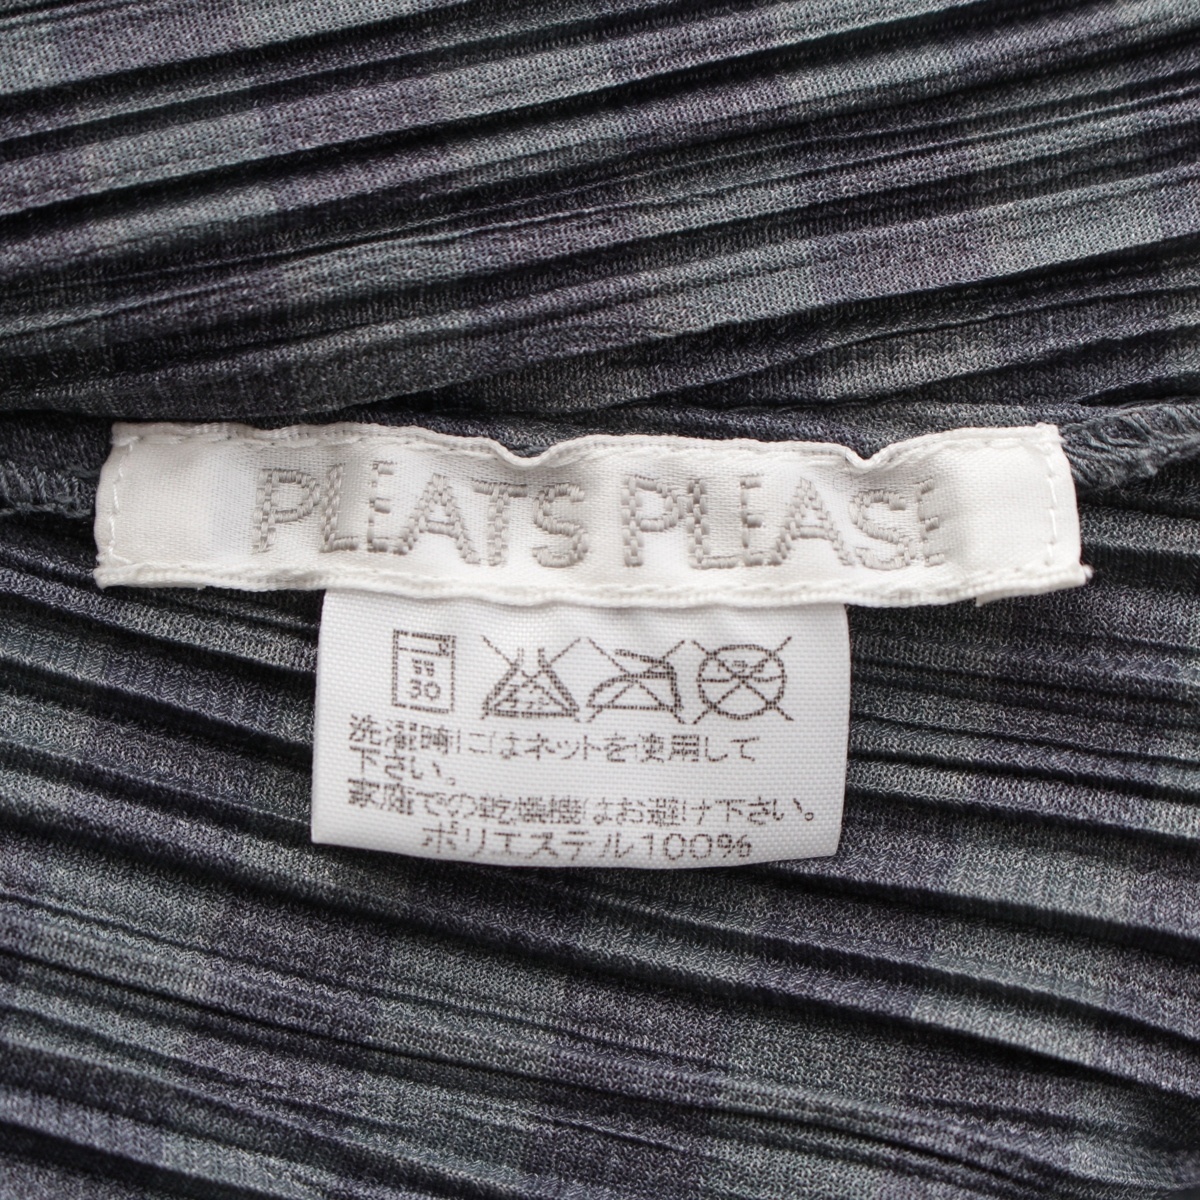 PLEATS PLEASE
30
洗濯時にはネットを使用して
下さい。
家庭での乾燥機はお避け下さい。
ポリエステル100%